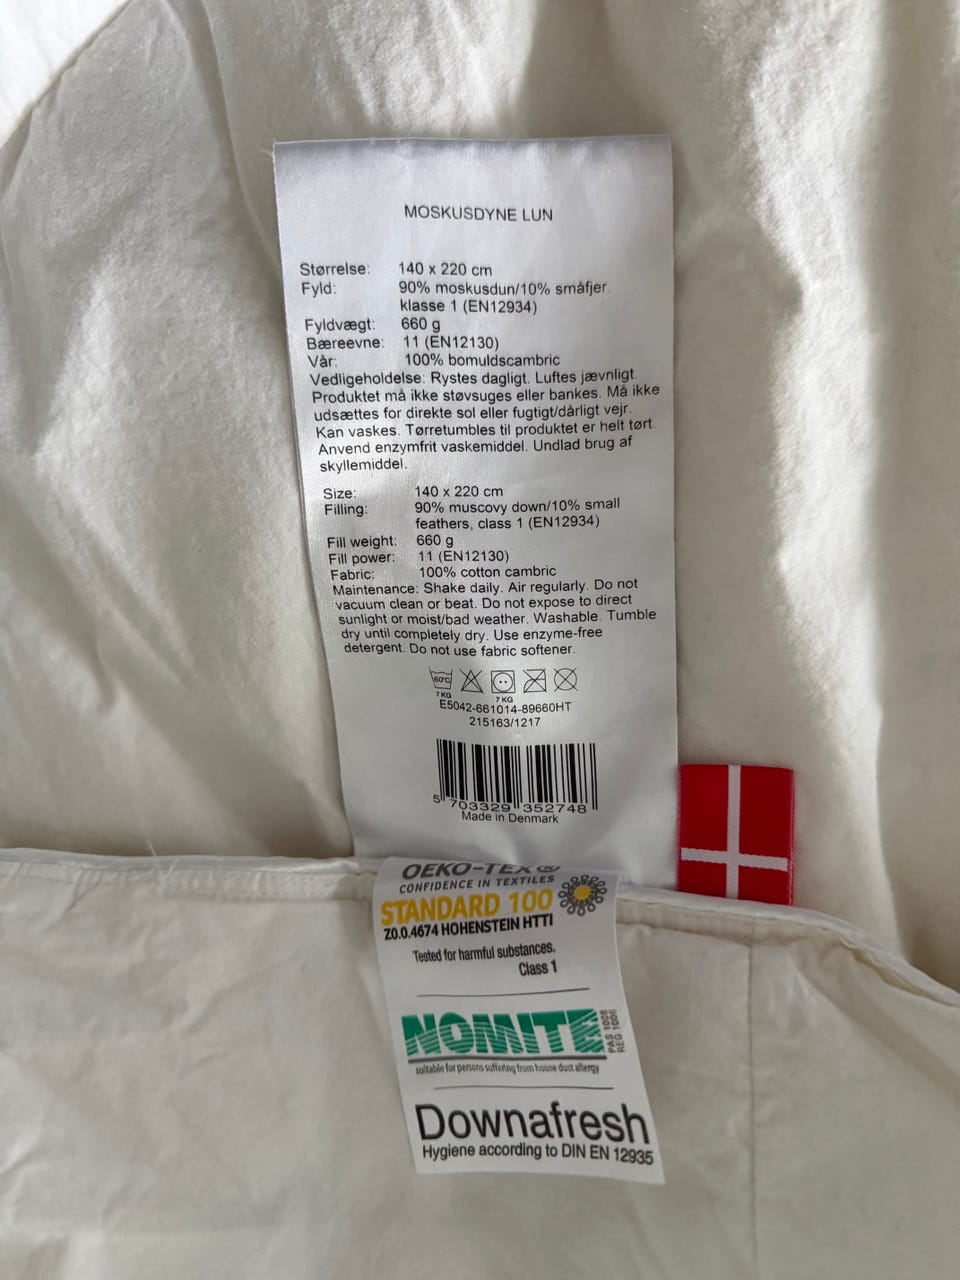 MOSKUSDYNE LUN
Størrelse: 140 x 220 cm
Fyld: 90% moskusdun/10% småfjer
klasse 1 (EN12934)
Fyldvægt: 660 g
Bæreevne: 11 (EN12130)
Vår: 100% bomuldscambric
Vedligeholdelse: Rystes dagligt. Luftes jævnligt.
Produktet må ikke støvsuges eller bankes. Må ikke
udsættes for direkte sol eller fugtigt/dårligt vejr.
Kan vaskes. Tørretumbles til produktet er helt tørt.
Anvend enzymfrit vaskemiddel. Undlad brug af
skyllemiddel.
Size: 140 x 220 cm
Filling: 90% muscovy down/10% small
feathers, class 1 (EN12934)
Fill weight: 660 g
Fill power: 11 (EN12130)
Fabric: 100% cotton cambric
Maintenance: Shake daily. Air regularly. Do not
vacuum clean or beat. Do not expose to direct
sunlight or moist/bad weather. Washable. Tumble
dry until completely dry. Use enzyme-free
detergent. Do not use fabric softener.
60°C
7 KG 7 KG
E5042-661014-89660HT
215163/1217
5 703329 352748
Made in Denmark
OEKO-TEX®
CONFIDENCE IN TEXTILES
STANDARD 100
Z0.0.4674 HOHENSTEIN HTTI
Tested for harmful substances.
Class 1
NOMITE
PAS 1008
REG 1006
suitable for persons suffering from house dust allergy
Downafresh
Hygiene according to DIN EN 12935